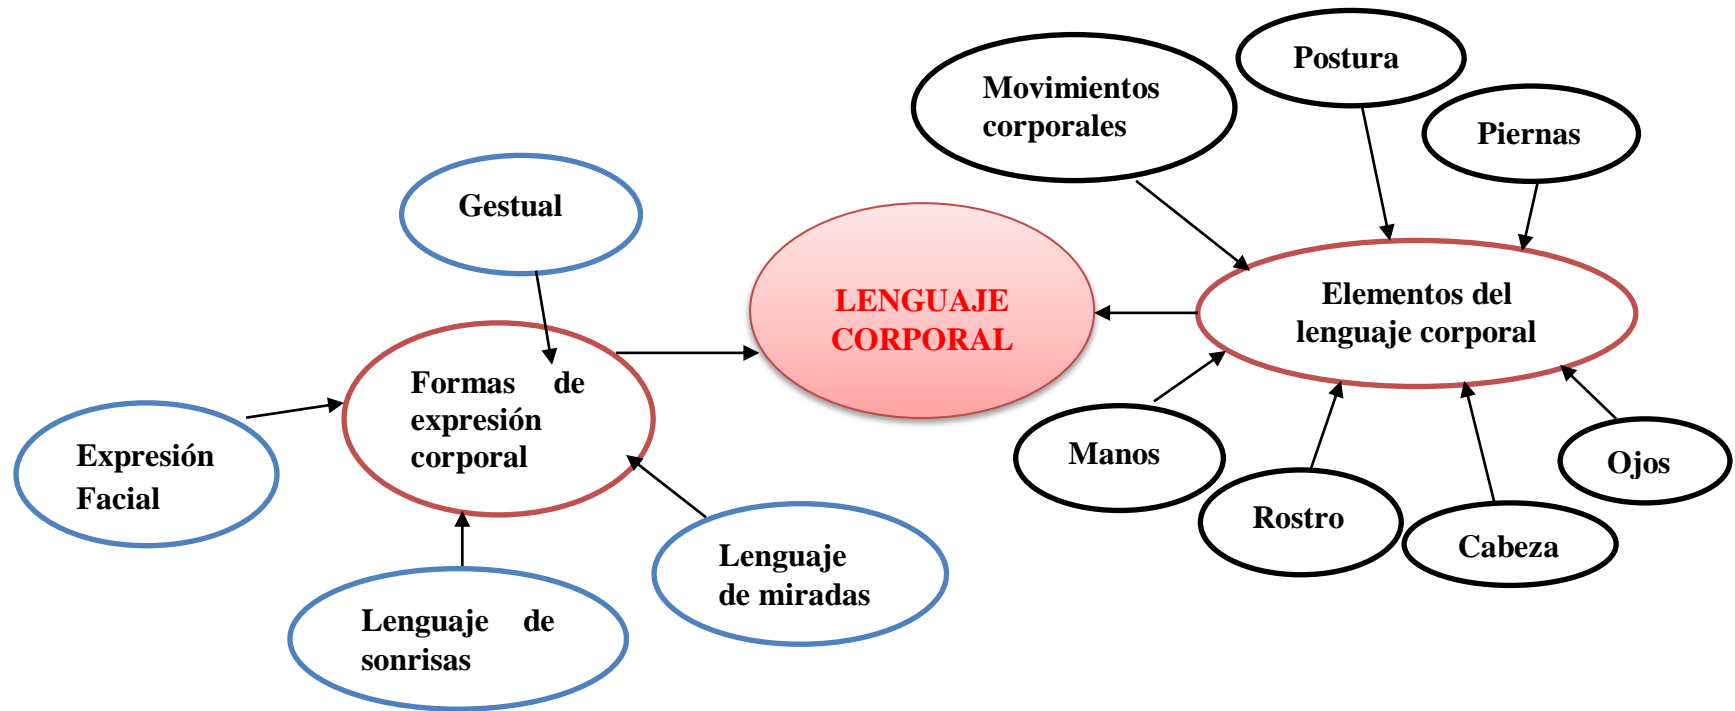 Postura
Movimientos
corporales
Piernas
Gestual
LENGUAJE
CORPORAL
Elementos del
lenguaje corporal
Formas de
expresión
corporal
Expresión
Facial
Manos
Ojos
Rostro
Cabeza
Lenguaje
de miradas
Lenguaje de
sonrisas